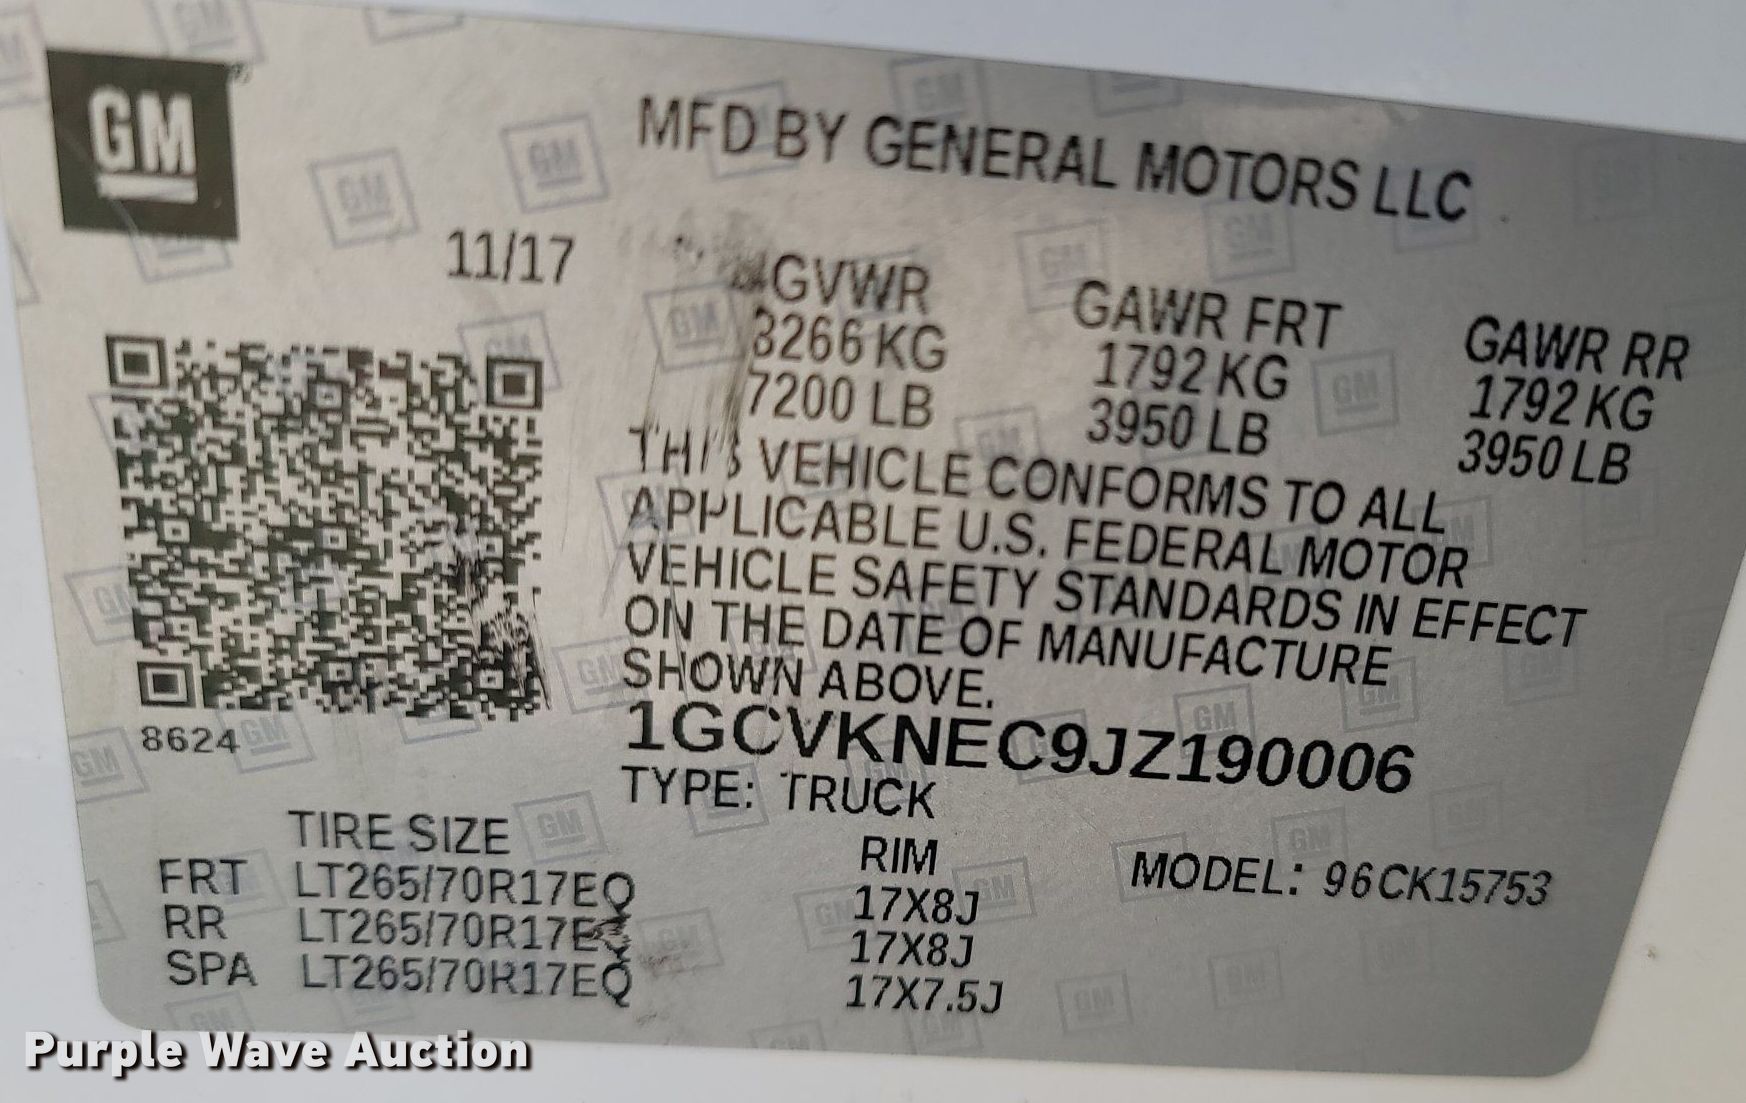 GM
MFD BY GENERAL MOTORS LLC
11/17
GVWR GAWR FRT GAWR RR
3266 KG 1792 KG 1792 KG
7200 LB 3950 LB 3950 LB
THIS VEHICLE CONFORMS TO ALL
APPLICABLE U.S. FEDERAL MOTOR
VEHICLE SAFETY STANDARDS IN EFFECT
ON THE DATE OF MANUFACTURE
SHOWN ABOVE.
8624
1GCVKNEC9JZ190006
TYPE: TRUCK
TIRE SIZE RIM MODEL: 96CK15753
FRT LT265/70R17EQ 17X8J
RR LT265/70R17EQ 17X8J
SPA LT265/70R17EQ 17X7.5J
Purple Wave Auction